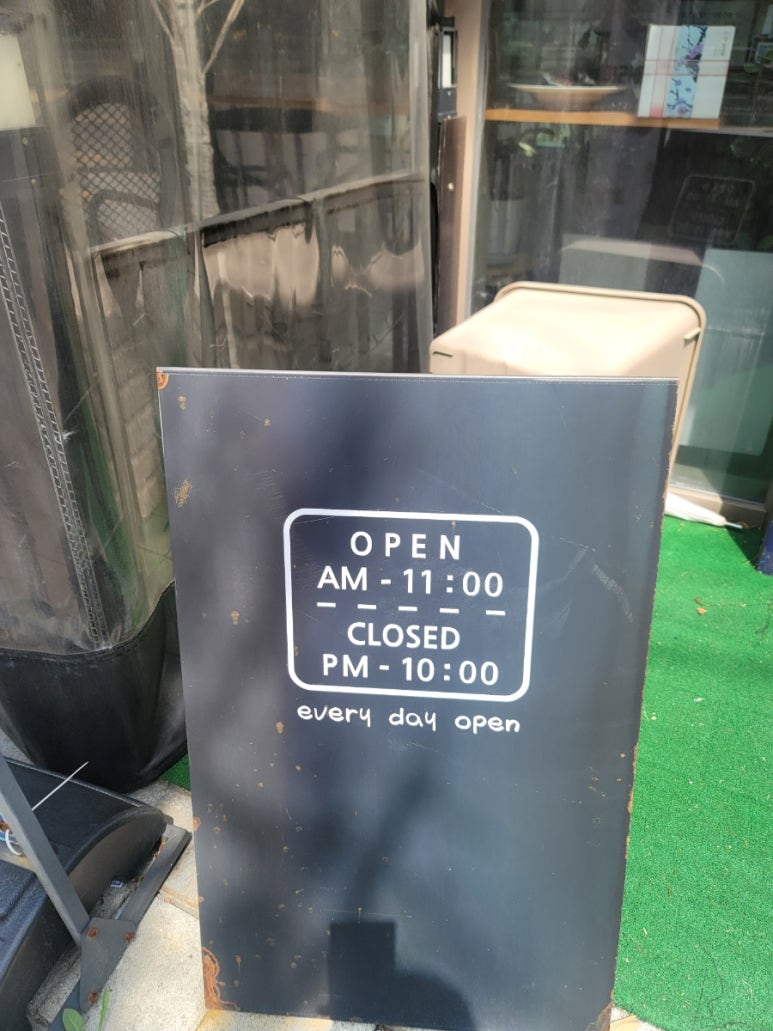 OPEN
AM - 11:00
CLOSED
PM - 10:00
every day open